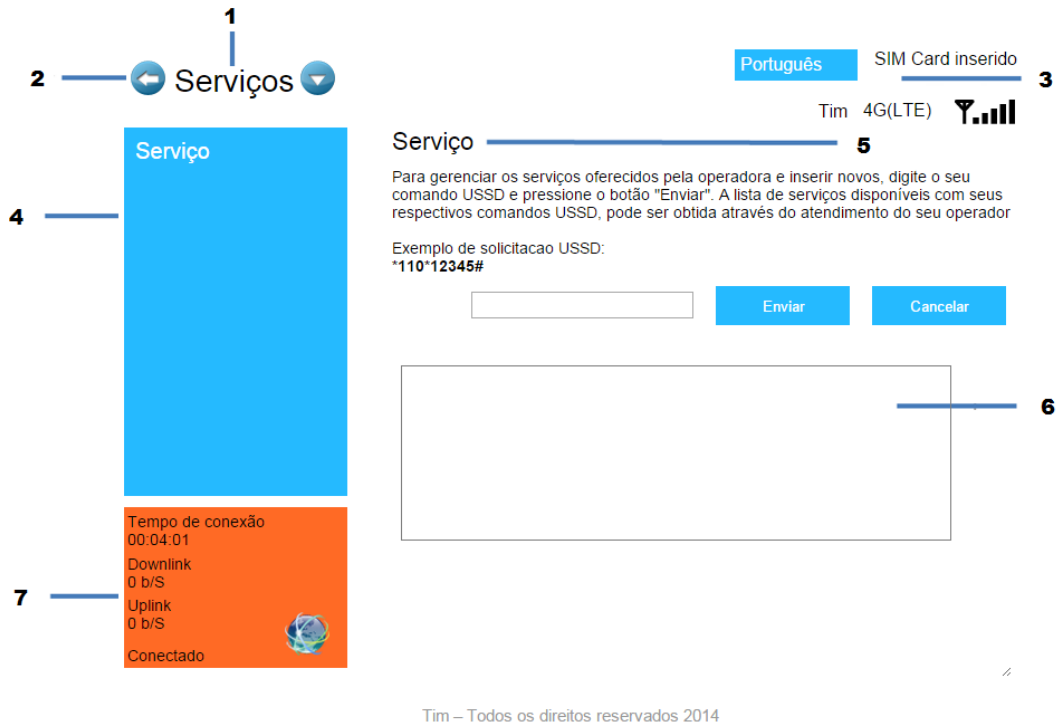 1
2
Serviços
Português
SIM Card inserido
3
Tim 4G(LTE)
Serviço
4
Serviço
5
Para gerenciar os serviços oferecidos pela operadora e inserir novos, digite o seu
comando USSD e pressione o botão "Enviar". A lista de serviços disponíveis com seus
respectivos comandos USSD, pode ser obtida através do atendimento do seu operador
Exemplo de solicitacao USSD:
*110*12345#
Enviar
Cancelar
6
7
Tempo de conexão
00:04:01
Downlink
0 b/S
Uplink
0 b/S
Conectado
Tim – Todos os direitos reservados 2014